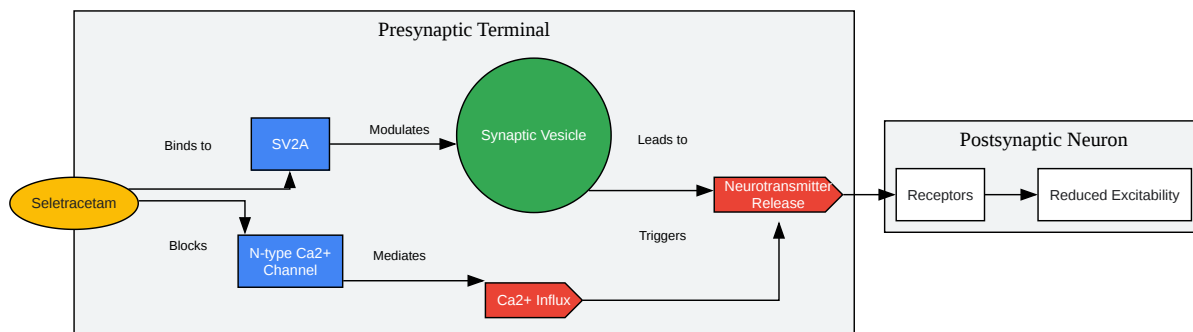 Presynaptic Terminal
Synaptic Vesicle
Modulates
SV2A
Binds to
Leads to
Postsynaptic Neuron
Seletracetam
Neurotransmitter
Release
Receptors
Reduced Excitability
Blocks
N-type Ca2+
Channel
Mediates
Triggers
Ca2+ Influx